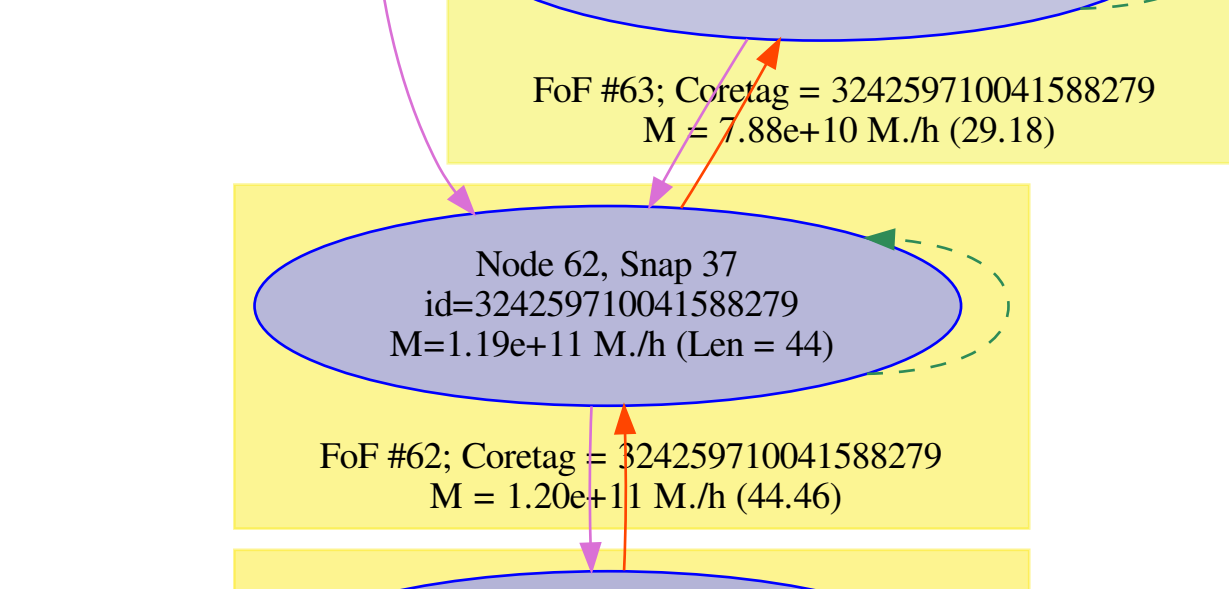 FoF #63; Coretag = 324259710041588279
M = 7.88e+10 M./h (29.18)
Node 62, Snap 37
id=324259710041588279
M=1.19e+11 M./h (Len = 44)
FoF #62; Coretag = 324259710041588279
M = 1.20e+11 M./h (44.46)